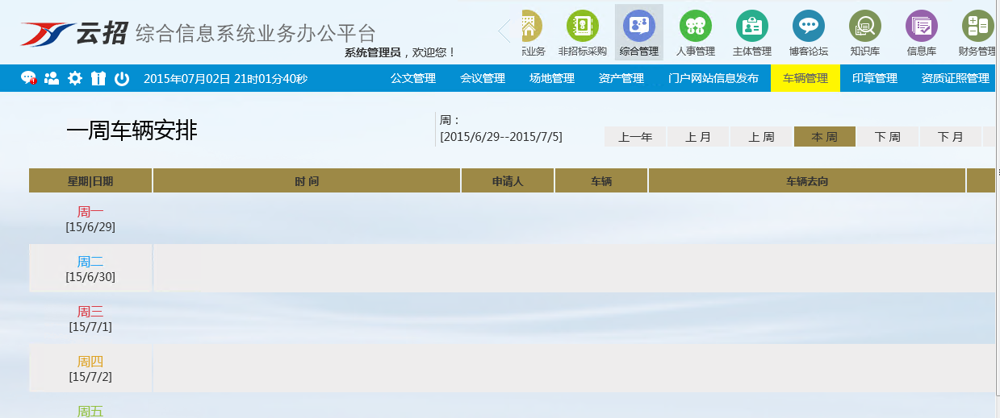 云招 综合信息系统业务办公平台
系统管理员，欢迎您！
业务 非招标采购 综合管理 人事管理 主体管理 博客论坛 知识库 信息库 财务管理
2015年07月02日 21时01分40秒 公文管理 会议管理 场地管理 资产管理 门户网站信息发布 车辆管理 印章管理 资质证照管理
一周车辆安排
周：
[2015/6/29--2015/7/5]
上一年 上 月 上 周 本 周 下 周 下 月
星期|日期 时 间 申请人 车辆 车辆去向
周一
[15/6/29]
周二
[15/6/30]
周三
[15/7/1]
周四
[15/7/2]
周五